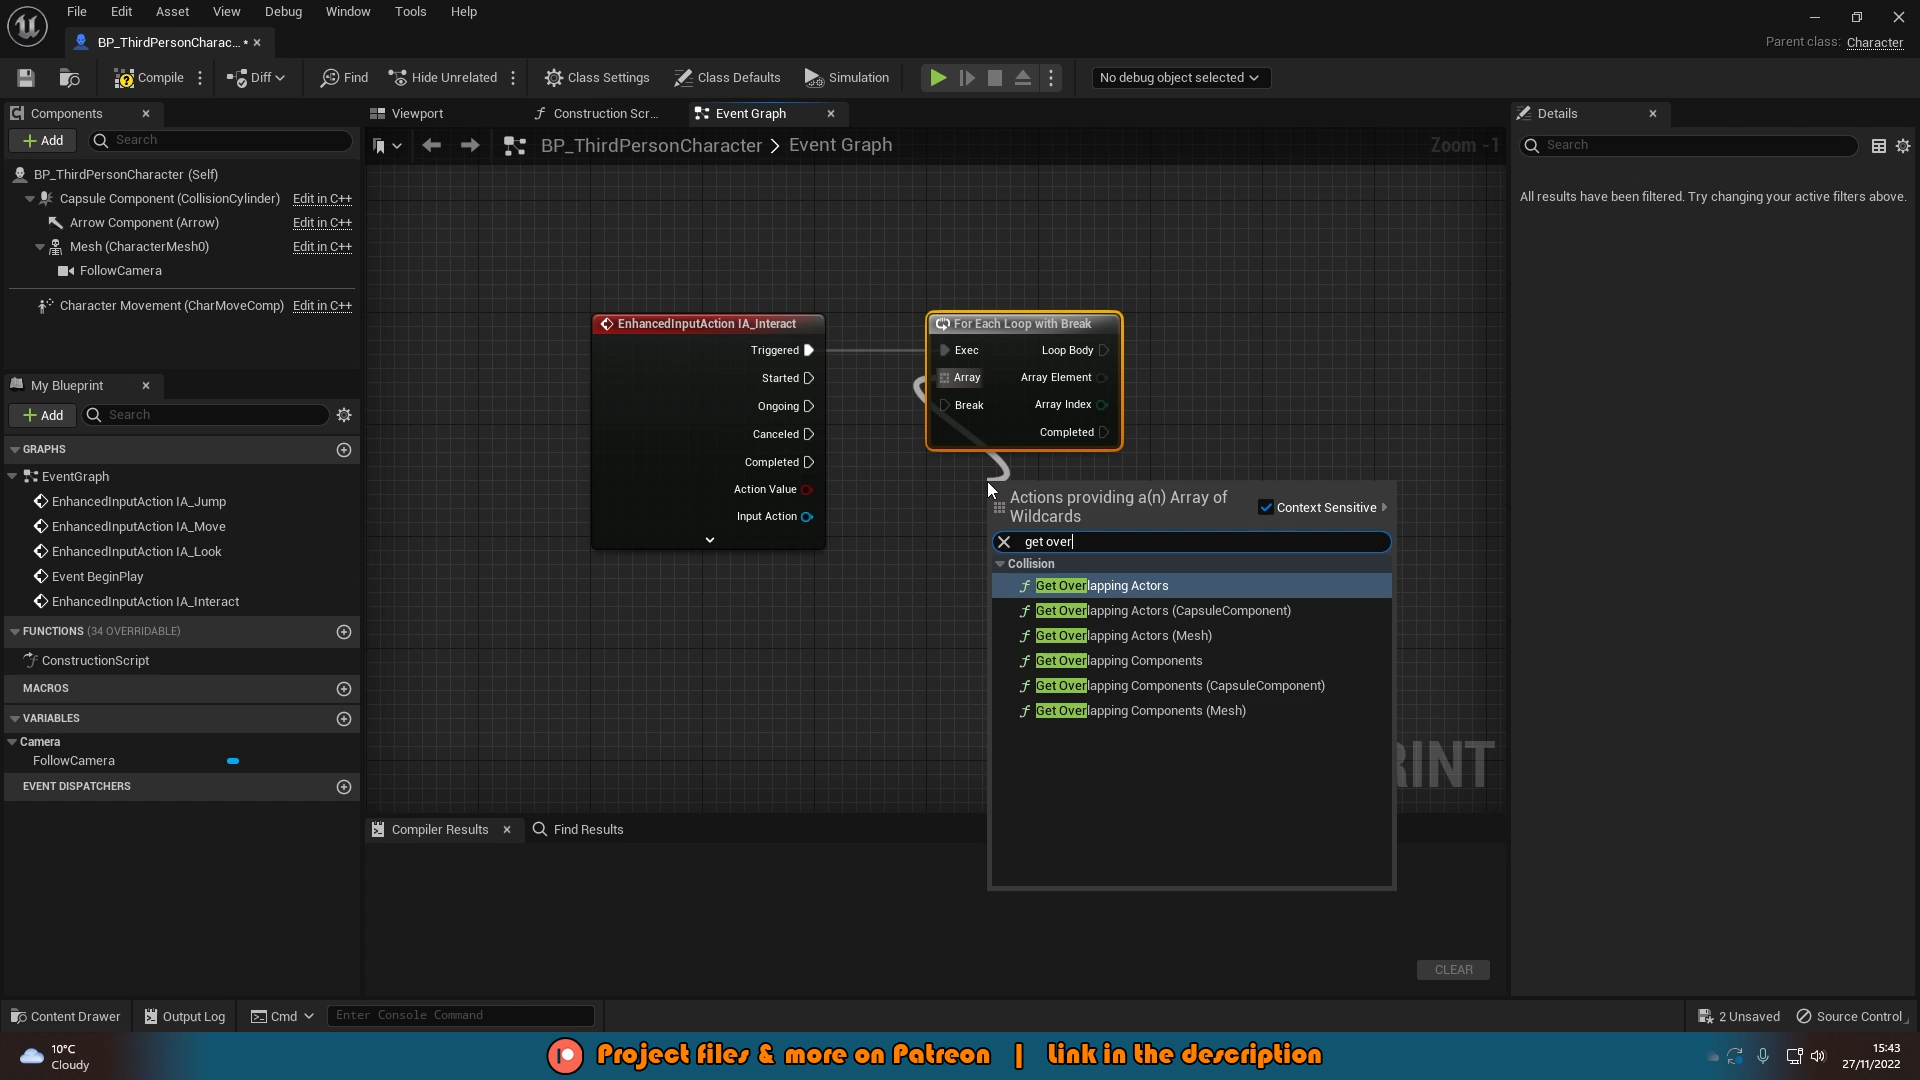 File Edit Asset View Debug Window Tools Help
BP_ThirdPersonCharac... *
Parent class: Character
Compile Diff Find Hide Unrelated Class Settings Class Defaults Simulation No debug object selected
Components
Viewport Construction Scr... Event Graph
Details
Add Search
BP_ThirdPersonCharacter > Event Graph
Zoom -1
Search
BP_ThirdPersonCharacter (Self)
Capsule Component (CollisionCylinder) Edit in C++
Arrow Component (Arrow) Edit in C++
Mesh (CharacterMesh0) Edit in C++
FollowCamera
Character Movement (CharMoveComp) Edit in C++
All results have been filtered. Try changing your active filters above.
EnhancedInputAction IA_Interact
Triggered
Started
Ongoing
Canceled
Completed
Action Value
Input Action
For Each Loop with Break
Exec Loop Body
Array Array Element
Break Array Index
Completed
My Blueprint
Add Search
GRAPHS
EventGraph
EnhancedInputAction IA_Jump
EnhancedInputAction IA_Move
EnhancedInputAction IA_Look
Event BeginPlay
EnhancedInputAction IA_Interact
FUNCTIONS (34 OVERRIDABLE)
ConstructionScript
MACROS
VARIABLES
Camera
FollowCamera
EVENT DISPATCHERS
Actions providing a(n) Array of
Wildcards
Context Sensitive
get over
Collision
Get Overlapping Actors
Get Overlapping Actors (CapsuleComponent)
Get Overlapping Actors (Mesh)
Get Overlapping Components
Get Overlapping Components (CapsuleComponent)
Get Overlapping Components (Mesh)
RINT
Compiler Results Find Results
CLEAR
Content Drawer Output Log Cmd Enter Console Command 2 Unsaved Source Control
10°C
Cloudy
Project files & more on Patreon | Link in the description
15:43
27/11/2022